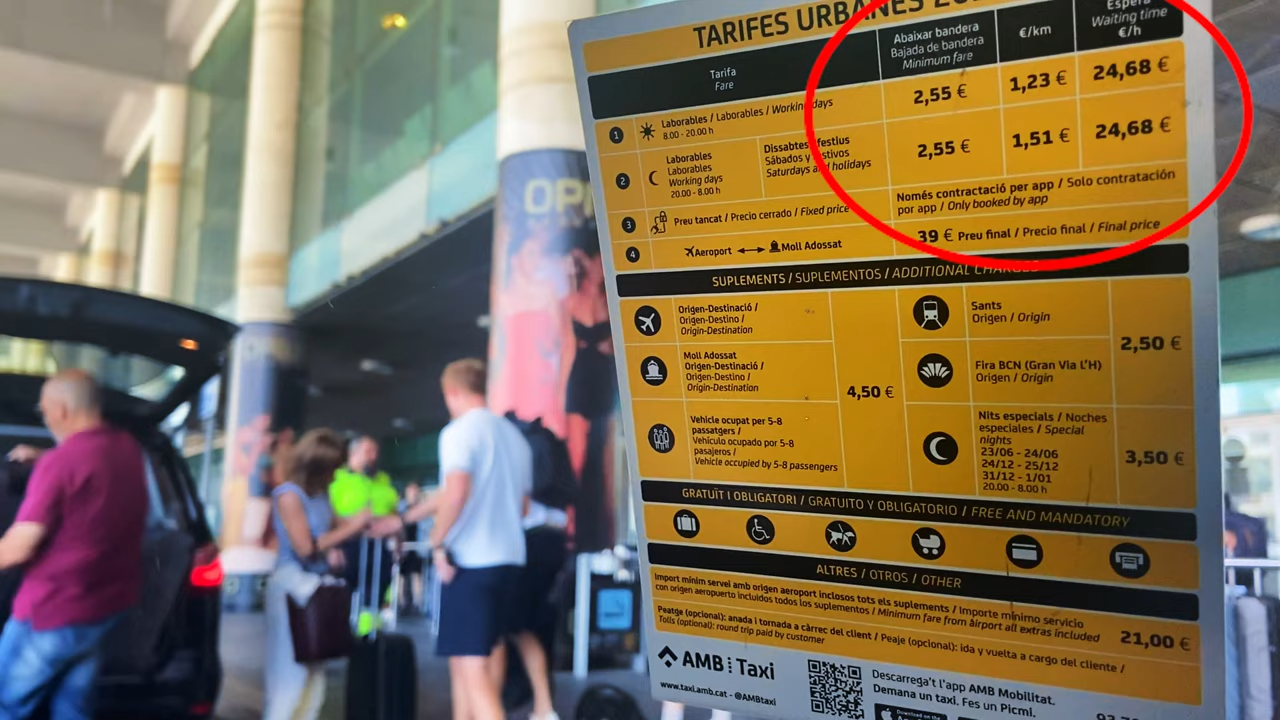 TARIFES URBANES
Tarifa
Fare
Abaixar bandera
Bajada de bandera
Minimum fare
€/km
Espera
Waiting time
€/h
1
Laborables / Laborables / Working days
8.00 - 20.00 h
2,55 €
1,23 €
24,68 €
2
Laborables
Laborables
Working days
20.00 - 8.00 h
Dissabtes festius
Sábados y festivos
Saturdays and holidays
2,55 €
1,51 €
24,68 €
3
Preu tancat / Precio cerrado / Fixed price
Només contractació per app / Solo contratación
por app / Only booked by app
4
Aeroport
Moll Adossat
39 € Preu final / Precio final / Final price
SUPLEMENTS / SUPLEMENTOS / ADDITIONAL CHARGES
Origen-Destinació /
Origen-Destino /
Origin-Destination
Moll Adossat
Origen-Destinació /
Origen-Destino /
Origin-Destination
Vehicle ocupat per 5-8
passatgers /
Vehículo ocupado por 5-8
pasajeros /
Vehicle occupied by 5-8 passengers
4,50 €
Sants
Origen / Origin
Fira BCN (Gran Via L'H)
Origen / Origin
2,50 €
Nits especials / Noches
especiales / Special
nights
23/06 - 24/06
24/12 - 25/12
31/12 - 1/01
20.00 - 8.00 h
3,50 €
GRATUÏT I OBLIGATORI / GRATUITO Y OBLIGATORIO / FREE AND MANDATORY
ALTRES / OTROS / OTHER
Import mínim servei amb origen aeroport inclosos tots els suplements / Importe mínimo servicio
con origen aeropuerto incluidos todos los suplementos / Minimum fare from airport all extras included
21,00 €
Peatge (opcional): anada i tornada a càrrec del client / Peaje (opcional): ida y vuelta a cargo del cliente /
Tolls (optional): round trip paid by customer
AMB Taxi
www.taxi.amb.cat - @AMBtaxi
Descarrega't l'app AMB Mobilitat.
Demana un taxi. Fes un Picmi.
Download on the